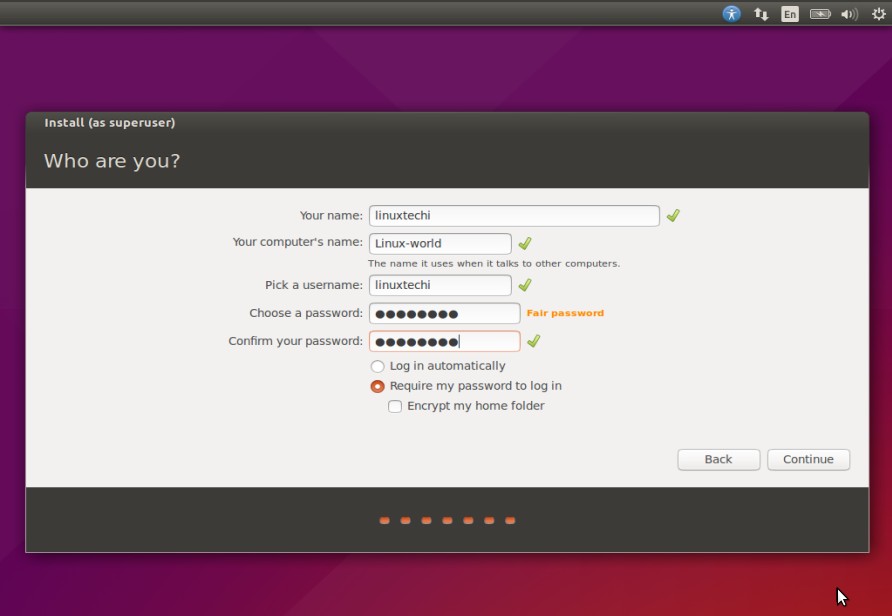 En
Install (as superuser)
Who are you?
Your name: linuxtechi
Your computer's name: Linux-world
The name it uses when it talks to other computers.
Pick a username: linuxtechi
Choose a password: ●●●●●●●● Fair password
Confirm your password: ●●●●●●●●
Log in automatically
Require my password to log in
Encrypt my home folder
Back Continue